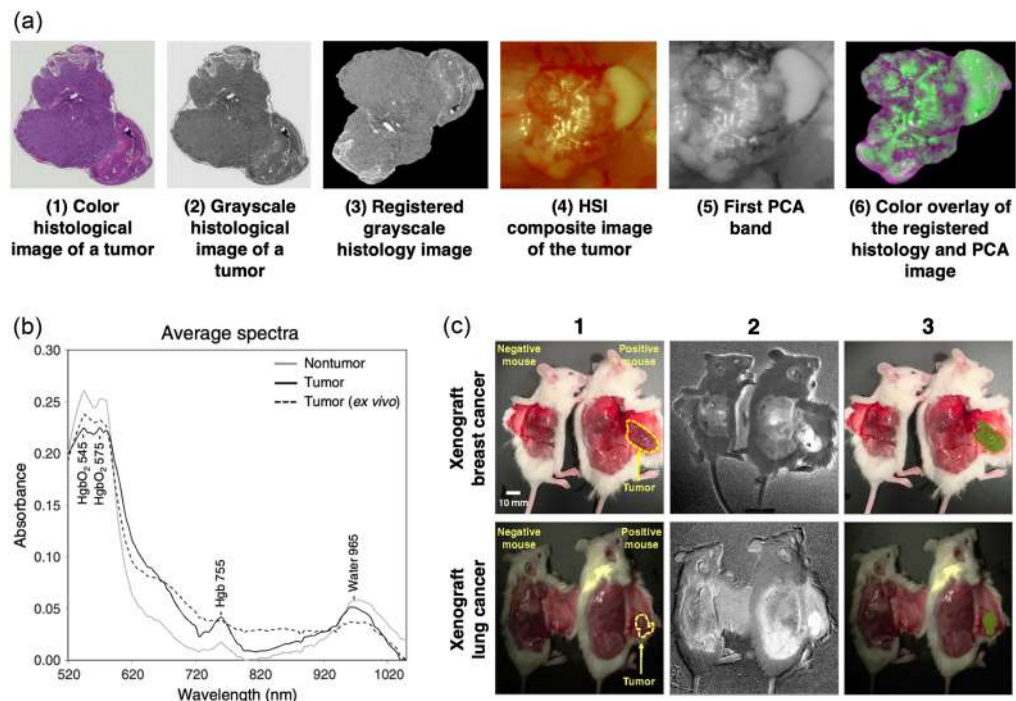 (a)
(1) Color
histological
image of a tumor
(2) Grayscale
histological
image of a
tumor
(3) Registered
grayscale
histology image
(4) HSI
composite image
of the tumor
(5) First PCA
band
(6) Color overlay of
the registered
histology and PCA
image
(b)
Average spectra
Nontumor
Tumor
Tumor (ex vivo)
HgbO₂ 545
HgbO₂ 575
Hgb 755
Water 965
Absorbance
0.30
0.25
0.20
0.15
0.10
0.05
0.00
520 620 720 820 920 1020
Wavelength (nm)
(c)
1 2 3
Xenograft
breast cancer
Negative
mouse
Positive
mouse
Tumor
10 mm
Xenograft
lung cancer
Negative
mouse
Positive
mouse
Tumor